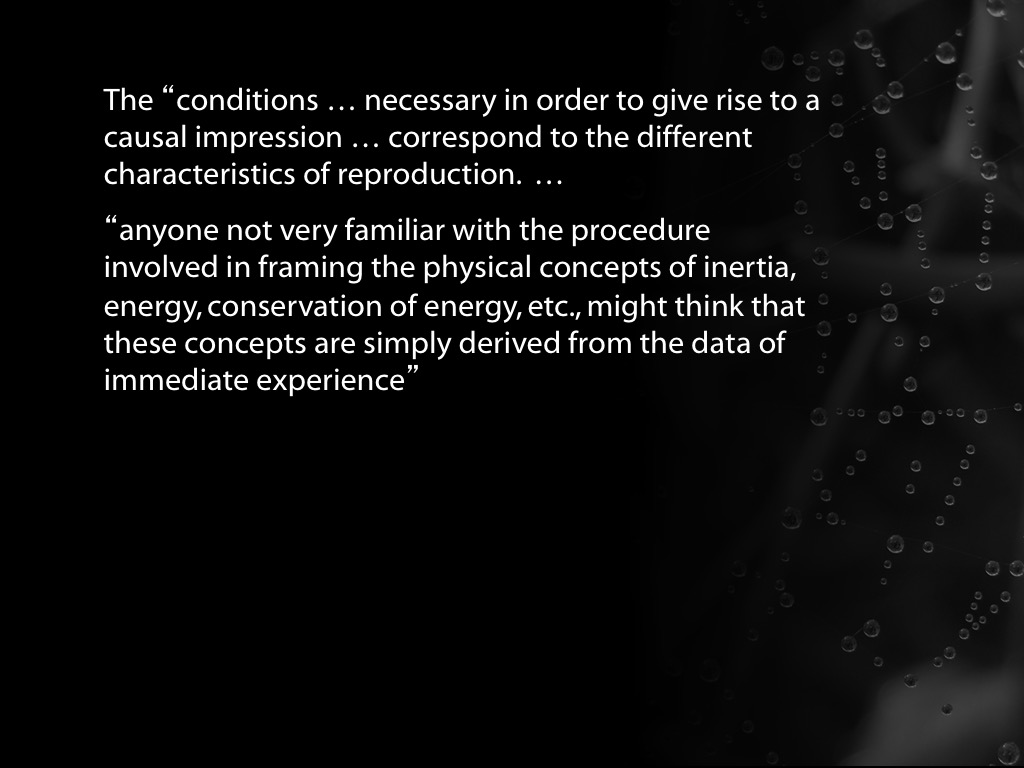 The “conditions … necessary in order to give rise to a
causal impression … correspond to the different
characteristics of reproduction.  …
“anyone not very familiar with the procedure
involved in framing the physical concepts of inertia,
energy, conservation of energy, etc., might think that
these concepts are simply derived from the data of
immediate experience”